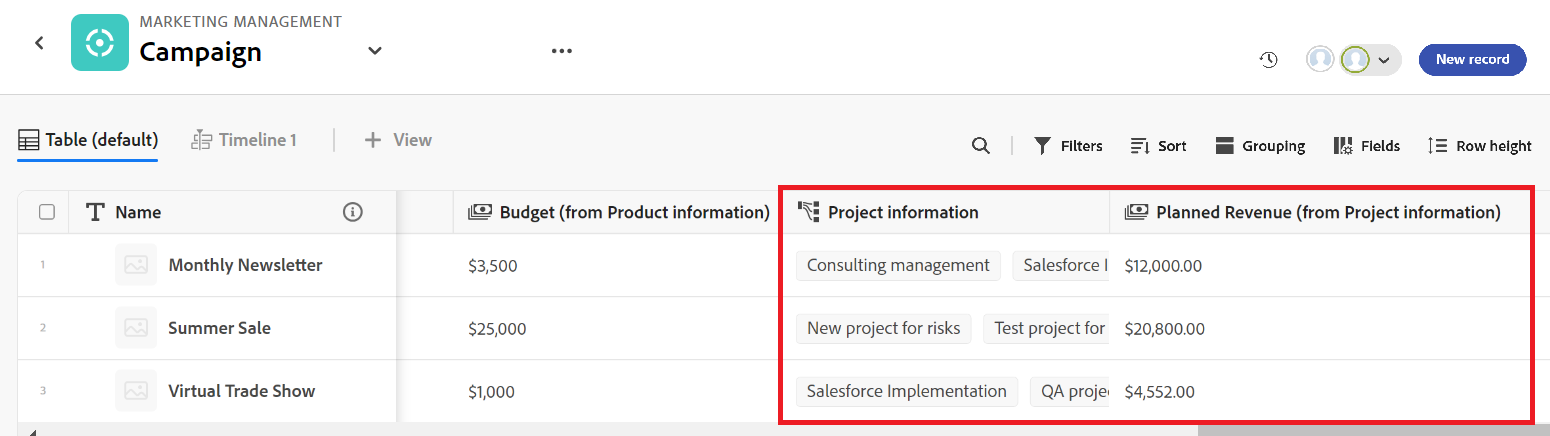 MARKETING MANAGEMENT
Campaign
New record
Table (default) Timeline 1 View Filters Sort Grouping Fields Row height
Name Budget (from Product information) Project information Planned Revenue (from Project information)
1 Monthly Newsletter $3,500 Consulting management Salesforce I $12,000.00
2 Summer Sale $25,000 New project for risks Test project for $20,800.00
3 Virtual Trade Show $1,000 Salesforce Implementation QA proje $4,552.00